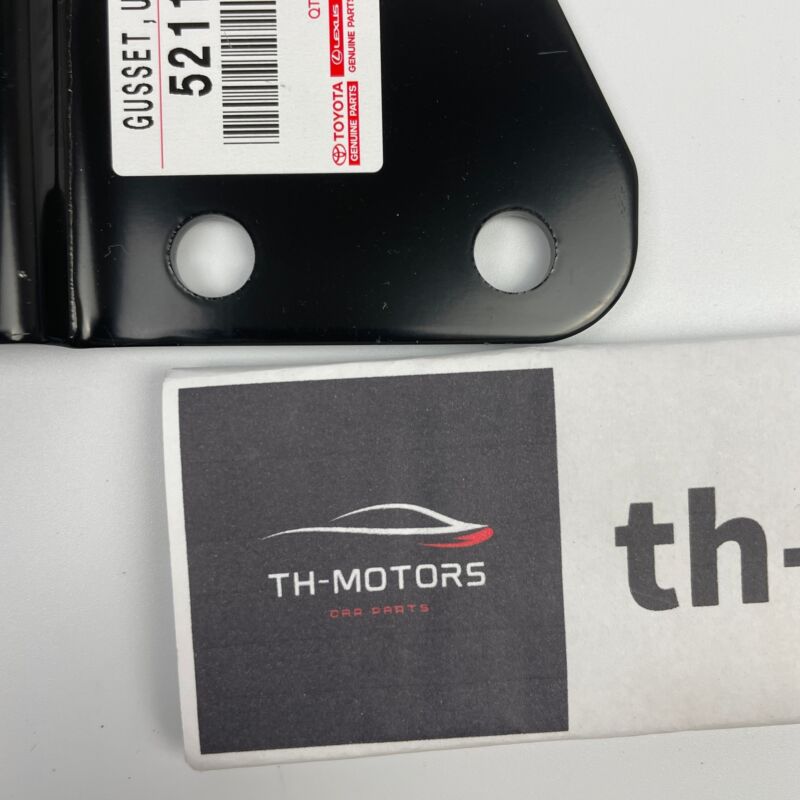 GUSSET, U
5211
QT
TOYOTA
GENUINE PARTS
LEXUS
GENUINE PARTS
TH-MOTORS
CAR PARTS
th-